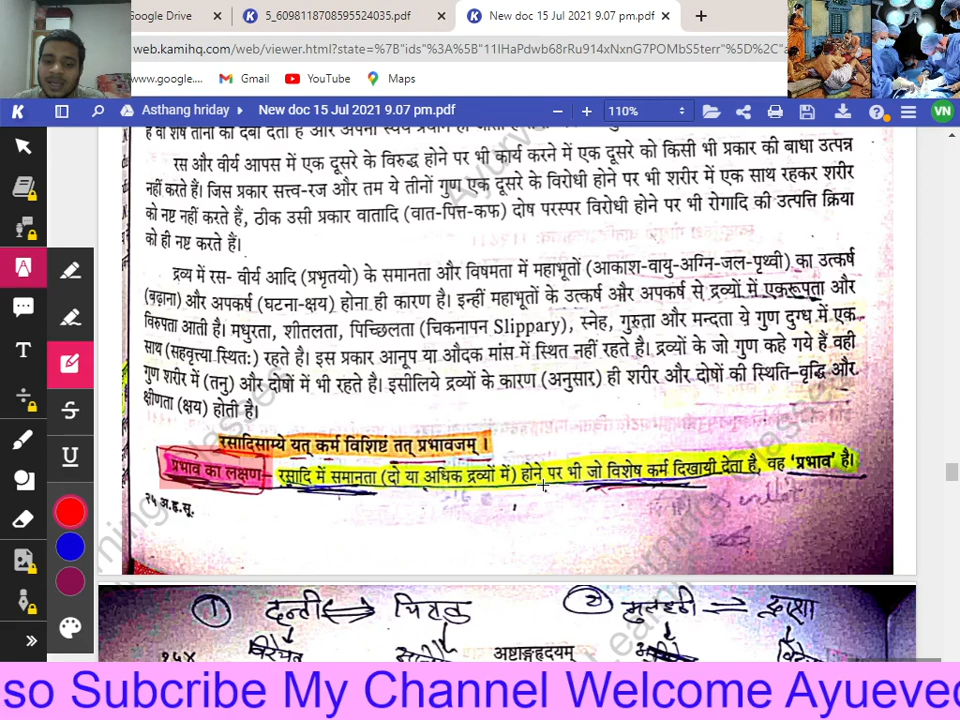 Google Drive
5_6098118708595524035.pdf
New doc 15 Jul 2021 9.07 pm.pdf
web.kamihq.com/web/viewer.html?state=%7B"ids"%3A%5B"11IHaPdwb68rRu914xNxnG7POMbS5terr"%5D%2C"a
www.google....
Gmail
YouTube
Maps
Asthang hriday
New doc 15 Jul 2021 9.07 pm.pdf
110%
VN
रस और वीर्य आपस में एक दूसरे के विरुद्ध होने पर भी कार्य करने में एक दूसरे को किसी भी प्रकार की बाधा उत्पन्न
नहीं करते हैं। जिस प्रकार सत्त्व-रज और तम ये तीनों गुण एक दूसरे के विरोधी होने पर भी शरीर में एक साथ रहकर शरीर
को नष्ट नहीं करते हैं, ठीक उसी प्रकार वातादि (वात-पित्त-कफ) दोष परस्पर विरोधी होने पर भी रोगादि की उत्पत्ति क्रिया
को ही नष्ट करते हैं।
द्रव्य में रस- वीर्य आदि (प्रभृतयो) के समानता और विषमता में महाभूतों (आकाश-वायु-अग्नि-जल-पृथ्वी) का उत्कर्ष
(बढ़ाना) और अपकर्ष (घटना-क्षय) होना ही कारण है। इन्हीं महाभूतों के उत्कर्ष और अपकर्ष से द्रव्यों में एकरूपता और
विरुपता आती है। मधुरता, शीतलता, पिच्छिलता (चिकनापन Slippary), स्नेह, गुरुता और मन्दता ये गुण दुग्ध में एक
साथ (सहवृत्त्या स्थितः) रहते है। इस प्रकार आनूप या औदक मांस में स्थित नहीं रहते है। द्रव्यों के जो गुण कहे गये हैं वही
गुण शरीर में (तनु) और दोषों में भी रहते है। इसीलिये द्रव्यों के कारण (अनुसार) ही शरीर और दोषों की स्थिति-वृद्धि और
क्षीणता (क्षय) होती है।
रसादिसाम्ये यत् कर्म विशिष्टं तत् प्रभावजम् ।
प्रभाव का लक्षण- रसादि में समानता (दो या अधिक द्रव्यों में) होने पर भी जो विशेष कर्म दिखायी देता है, वह 'प्रभाव' है।
२५ अ.ह.सू.
① दन्ती चित्रक ② मुलहठी द्राक्षा
विरेचन
१५४ अष्टाङ्गहृदयम्
so Subcribe My Channel Welcome Ayueved